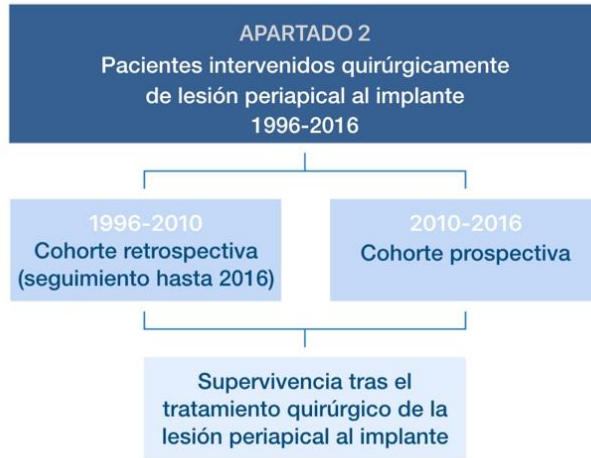 APARTADO 2
Pacientes intervenidos quirúrgicamente
de lesión periapical al implante
1996-2016
1996-2010
Cohorte retrospectiva
(seguimiento hasta 2016)
2010-2016
Cohorte prospectiva
Supervivencia tras el
tratamiento quirúrgico de la
lesión periapical al implante